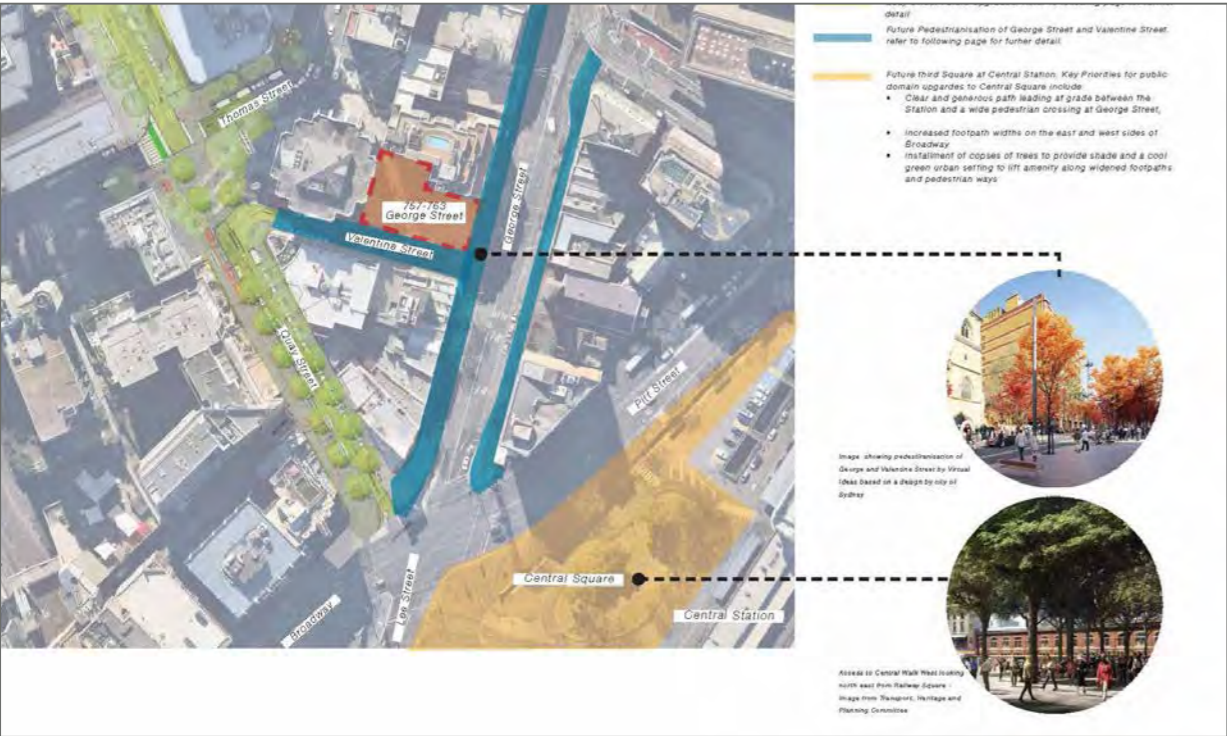 detail
Future Pedestrianisation of George Street and Valentine Street.
refer to following page for furher detail
Future third Square at Central Station. Key Priorities for public
domain upgardes to Central Square include
• Clear and generous path leading at grade between the
Station and a wide pedestrian crossing at George Street,
• Increased footpath widths on the east and west sides of
Broadway
• Installment of copses of trees to provide shade and a cool
green urban setting to lift amenity along widened footpaths
and pedestrian ways
Thomas Street
757-763
George Street
George Street
Valentine Street
Quay Street
Pitt Street
Image showing pedestrianisation of
George and Valentine Street by Virtual
Ideas based on a design by city of
Sydney
Central Square
Central Station
Lee Street
Broadway
Access to Central Walk West looking
north east from Railway Square -
Image from Transport, Heritage and
Planning Committee